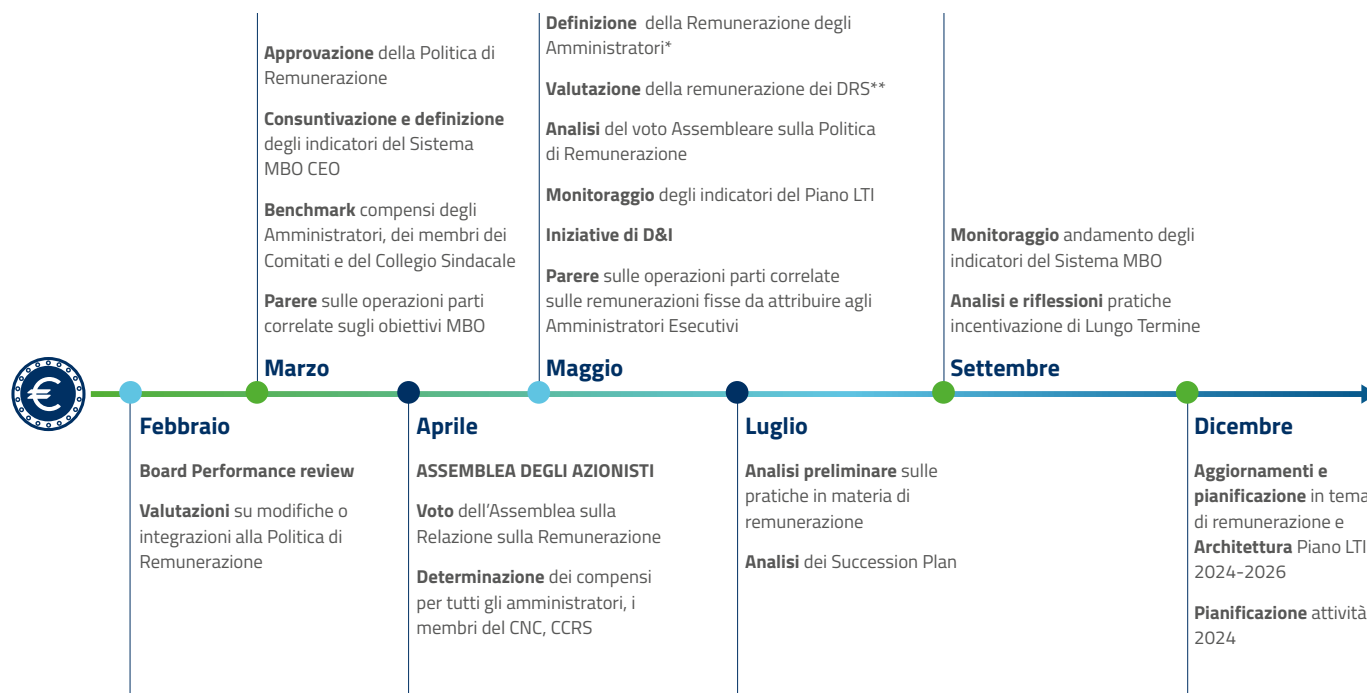 Approvazione della Politica di
Remunerazione
Consuntivazione e definizione
degli indicatori del Sistema
MBO CEO
Benchmark compensi degli
Amministratori, dei membri dei
Comitati e del Collegio Sindacale
Parere sulle operazioni parti
correlate sugli obiettivi MBO
Marzo
Definizione della Remunerazione degli
Amministratori*
Valutazione della remunerazione dei DRS**
Analisi del voto Assembleare sulla Politica
di Remunerazione
Monitoraggio degli indicatori del Piano LTI
Iniziative di D&I
Parere sulle operazioni parti correlate
sulle remunerazioni fisse da attribuire agli
Amministratori Esecutivi
Maggio
Monitoraggio andamento degli
indicatori del Sistema MBO
Analisi e riflessioni pratiche
incentivazione di Lungo Termine
Settembre
€
Febbraio
Board Performance review
Valutazioni su modifiche o
integrazioni alla Politica di
Remunerazione
Aprile
ASSEMBLEA DEGLI AZIONISTI
Voto dell'Assemblea sulla
Relazione sulla Remunerazione
Determinazione dei compensi
per tutti gli amministratori, i
membri del CNC, CCRS
Luglio
Analisi preliminare sulle
pratiche in materia di
remunerazione
Analisi dei Succession Plan
Dicembre
Aggiornamenti e
pianificazione in tema
di remunerazione e
Architettura Piano LTI
2024-2026
Pianificazione attività
2024